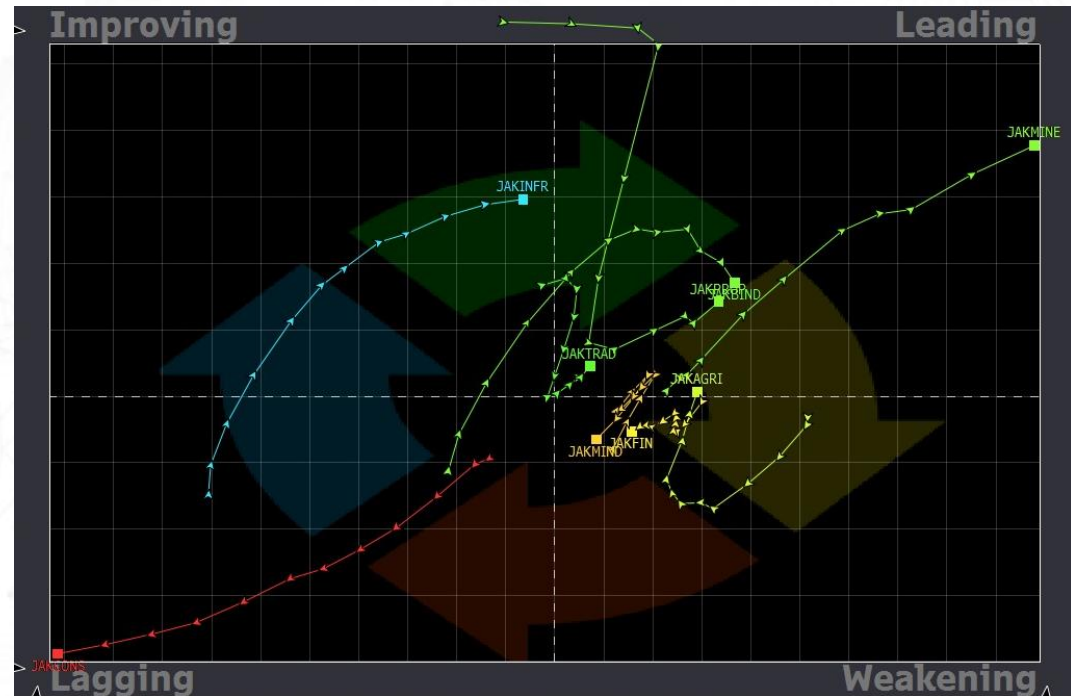 Improving
Leading
JAKMINE
JAKINFR
JAKPROP
JAKBIND
JAKTRAD
JAKAGRI
JAKFIN
JAKMIND
JAKCONS
Lagging
Weakening